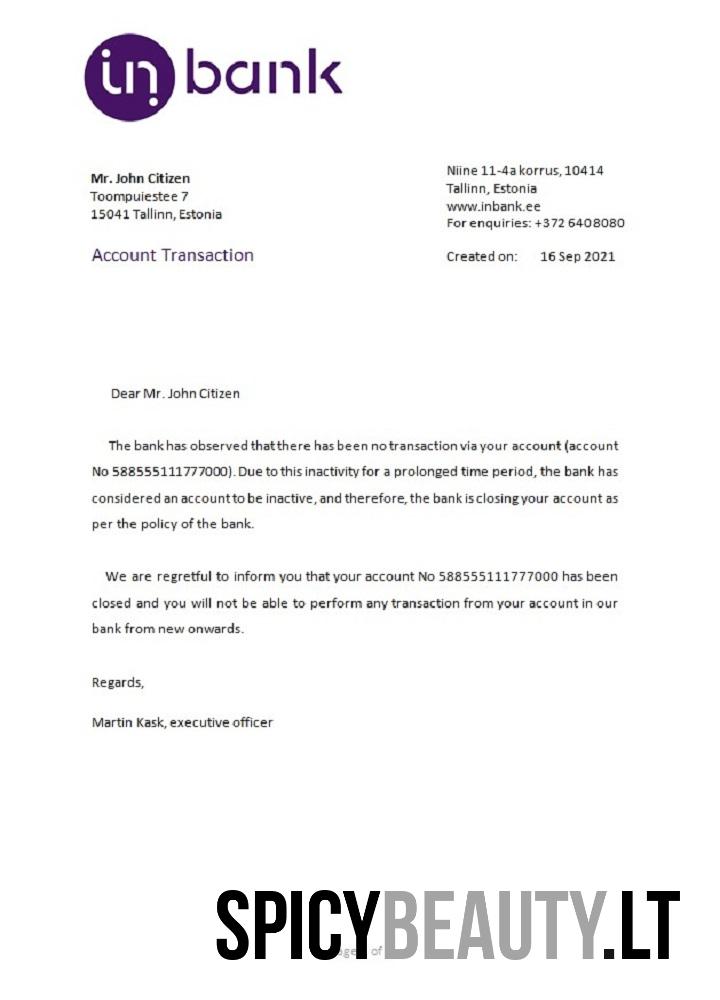 in bank
Mr. John Citizen
Toompuiestee 7
15041 Tallinn, Estonia
Niine 11-4a korrus, 10414
Tallinn, Estonia
www.inbank.ee
For enquiries: +372 6408080
Account Transaction
Created on: 16 Sep 2021
Dear Mr. John Citizen
The bank has observed that there has been no transaction via your account (account
No 588555111777000). Due to this inactivity for a prolonged time period, the bank has
considered an account to be inactive, and therefore, the bank is closing your account as
per the policy of the bank.
We are regretful to inform you that your account No 588555111777000 has been
closed and you will not be able to perform any transaction from your account in our
bank from new onwards.
Regards,
Martin Kask, executive officer
SPICYBEAUTY.LT
of